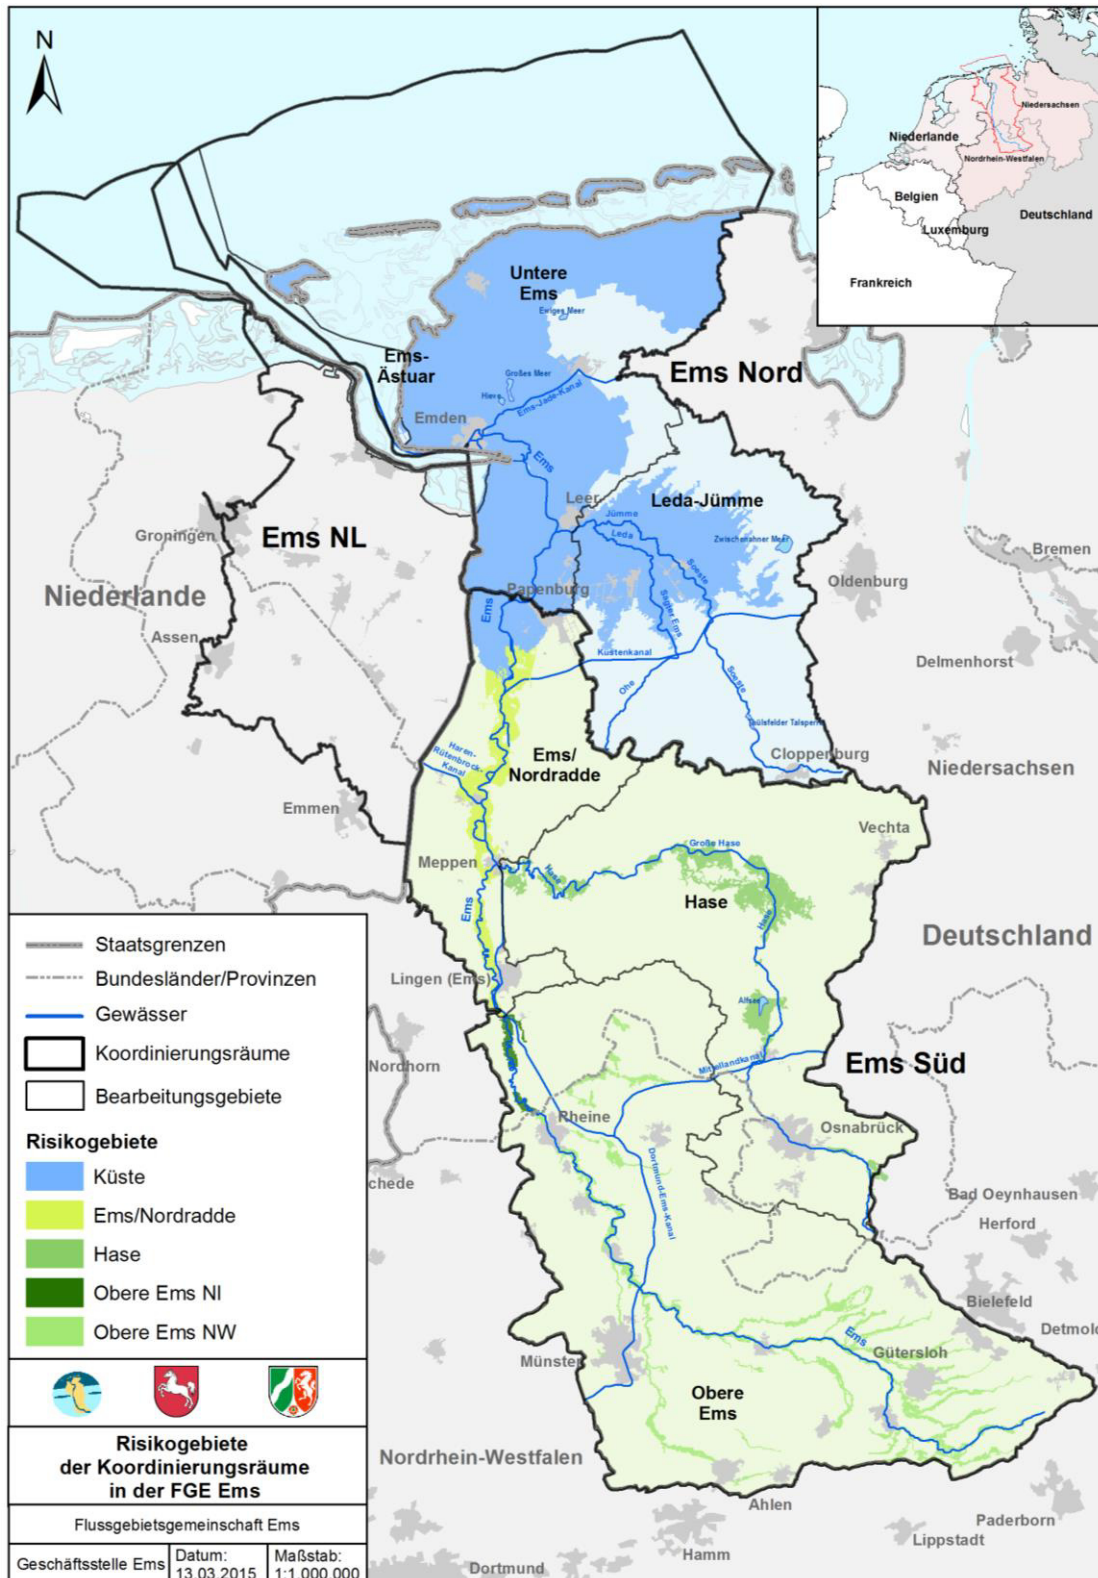 N
Niedersachsen
Niederlande
Nordrhein-Westfalen
Belgien
Luxemburg
Deutschland
Frankreich
Untere
Ems
Ewiges Meer
Ems-
Ästuar
Großes Meer
Hieve
Ems-Jade-Kanal
Emden
Ems
Ems Nord
Leer
Leda-Jümme
Jümme
Leda
Zwischenahner Meer
Soeste
Sagter Ems
Groningen
Ems NL
Niederlande
Assen
Papenburg
Ems
Oldenburg
Bremen
Delmenhorst
Küstenkanal
Ohe
Soeste
Thülsfelder Talsperre
Cloppenburg
Niedersachsen
Haren-
Rütenbrock-
Kanal
Ems/
Nordradde
Emmen
Vechta
Meppen
Hase
Große Hase
Hase
Hase
Ems
Deutschland
Lingen (Ems)
Alfsee
Nordhorn
Mittellandkanal
Ems Süd
Rheine
Osnabrück
Dortmund-Ems-Kanal
chede
Bad Oeynhausen
Herford
Bielefeld
Detmold
Ems
Gütersloh
Münster
Obere
Ems
Nordrhein-Westfalen
Ahlen
Paderborn
Lippstadt
Hamm
Dortmund
Staatsgrenzen
Bundesländer/Provinzen
Gewässer
Koordinierungsräume
Bearbeitungsgebiete
Risikogebiete
Küste
Ems/Nordradde
Hase
Obere Ems NI
Obere Ems NW
Risikogebiete
der Koordinierungsräume
in der FGE Ems
Flussgebietsgemeinschaft Ems
Geschäftsstelle Ems
Datum:
13.03.2015
Maßstab:
1:1.000.000